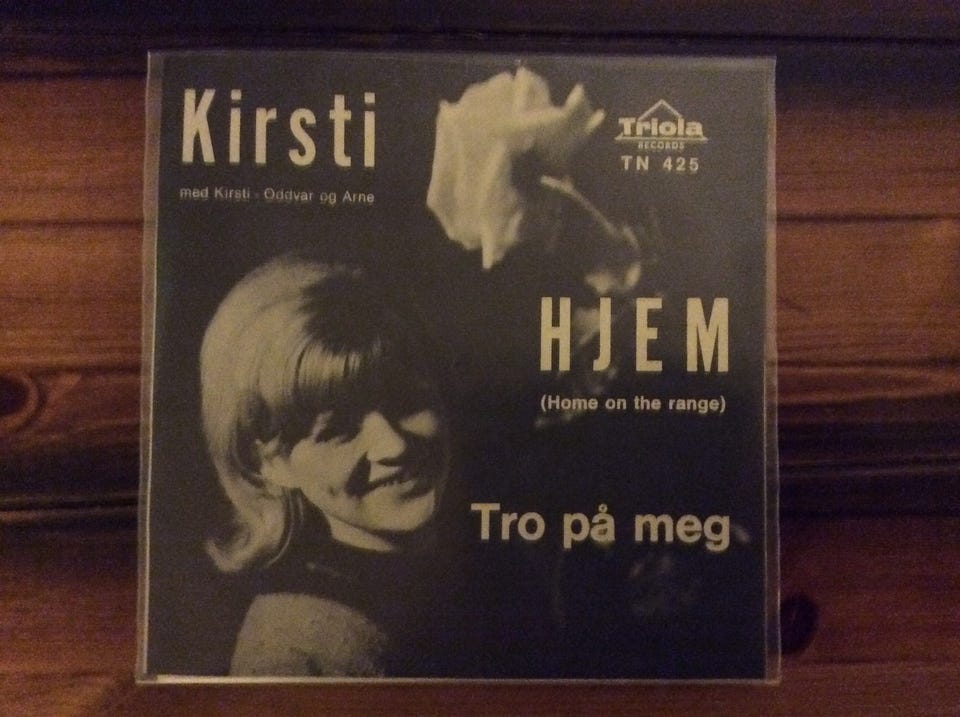 Kirsti
med Kirsti - Oddvar og Arne
Triola
RECORDS
TN 425
HJEM
(Home on the range)
Tro på meg